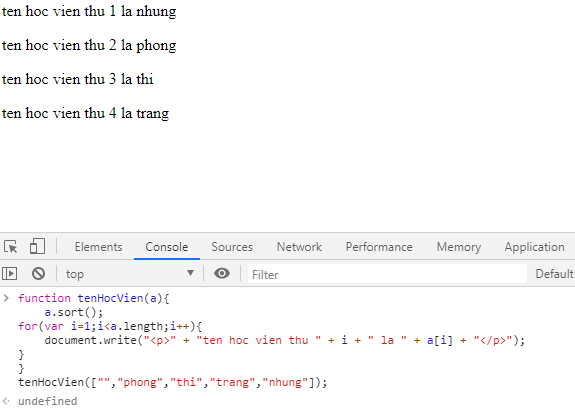 ten hoc vien thu 1 la nhung
ten hoc vien thu 2 la phong
ten hoc vien thu 3 la thi
ten hoc vien thu 4 la trang
Elements Console Sources Network Performance Memory Application
top ▼ Filter Default
> function tenHocVien(a){
a.sort();
for(var i=1;i<a.length;i++){
document.write("<p>" + "ten hoc vien thu " + i + " la " + a[i] + "</p>");
}
}
tenHocVien(["","phong","thi","trang","nhung"]);
< undefined